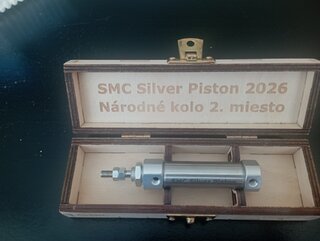 SMC Silver Piston 2026
Národné kolo 2. miesto